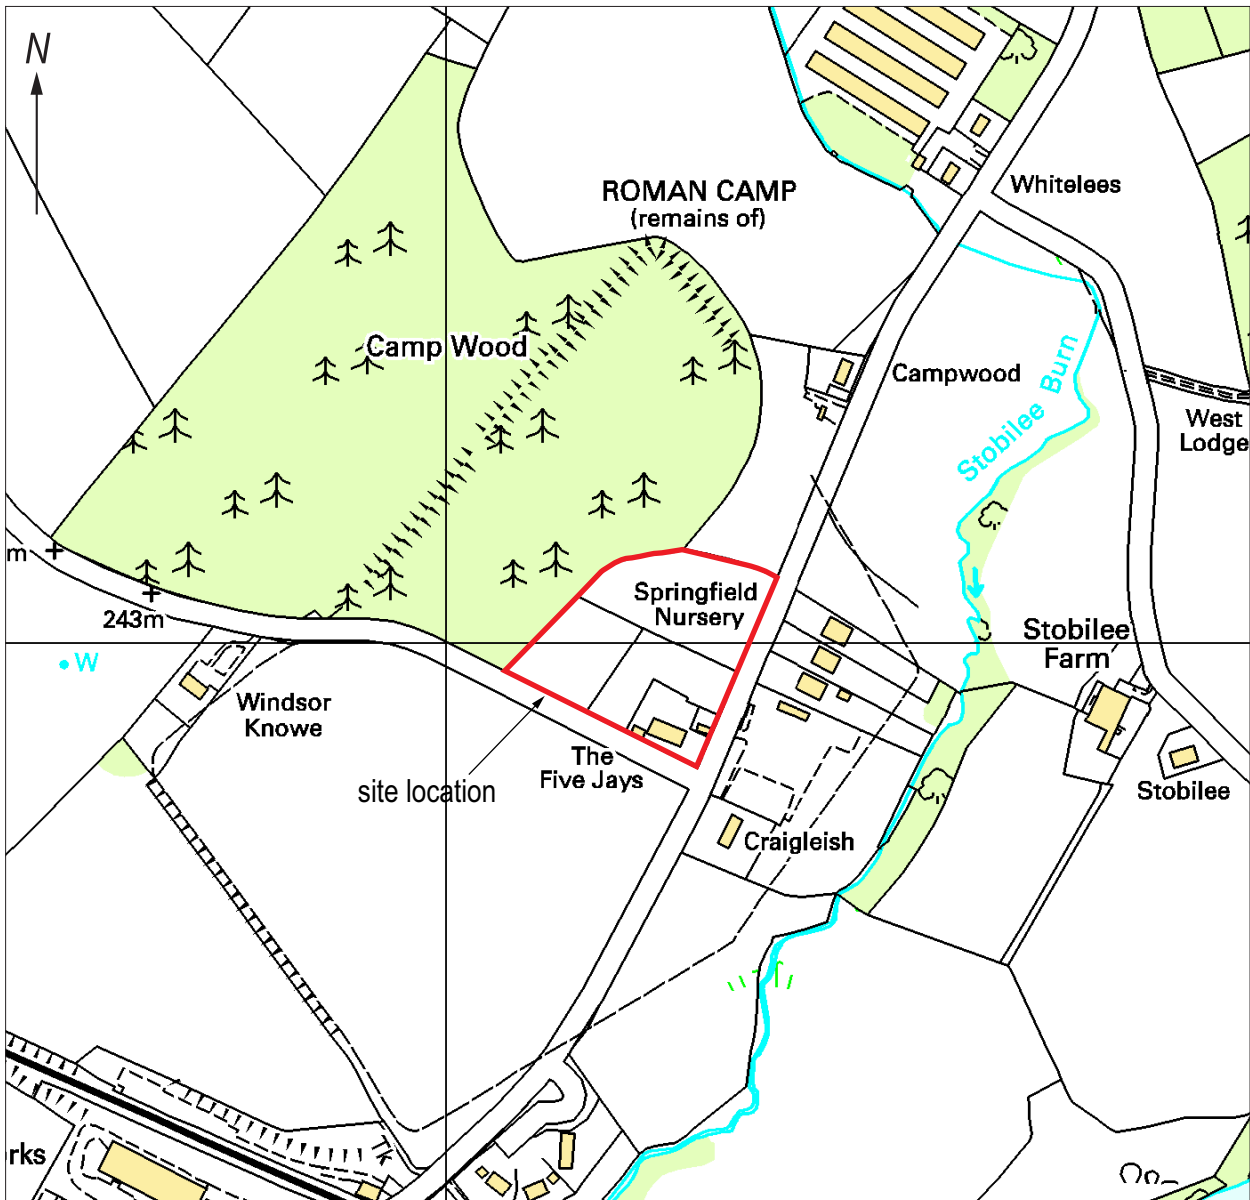 N
ROMAN CAMP
(remains of)
Whitelees
Camp Wood
Campwood
Stobilee Burn
West
Lodge
m
243m
Springfield
Nursery
W
Stobilee
Farm
Windsor
Knowe
The
Five Jays
site location
Stobilee
Craigleish
rks